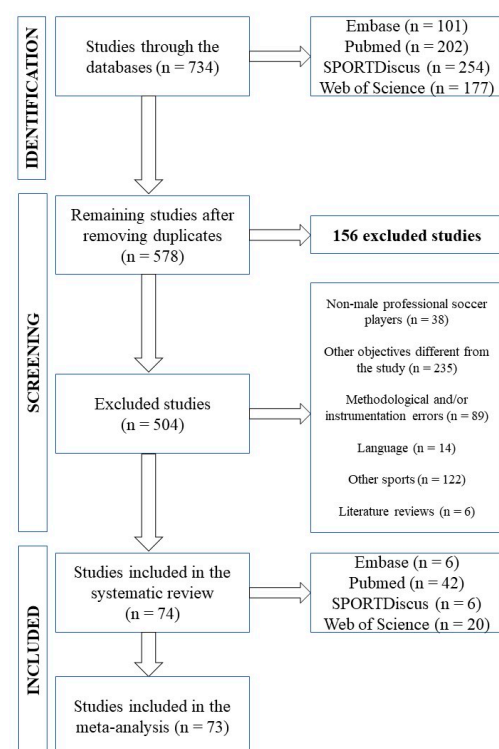 IDENTIFICATION
Studies through the
databases (n = 734)
Embase (n = 101)
Pubmed (n = 202)
SPORTDiscus (n = 254)
Web of Science (n = 177)
SCREENING
Remaining studies after
removing duplicates
(n = 578)
156 excluded studies
Excluded studies
(n = 504)
Non-male professional soccer
players (n = 38)
Other objectives different from
the study (n = 235)
Methodological and/or
instrumentation errors (n = 89)
Language (n = 14)
Other sports (n = 122)
Literature reviews (n = 6)
INCLUDED
Studies included in the
systematic review
(n = 74)
Embase (n = 6)
Pubmed (n = 42)
SPORTDiscus (n = 6)
Web of Science (n = 20)
Studies included in the
meta-analysis (n = 73)